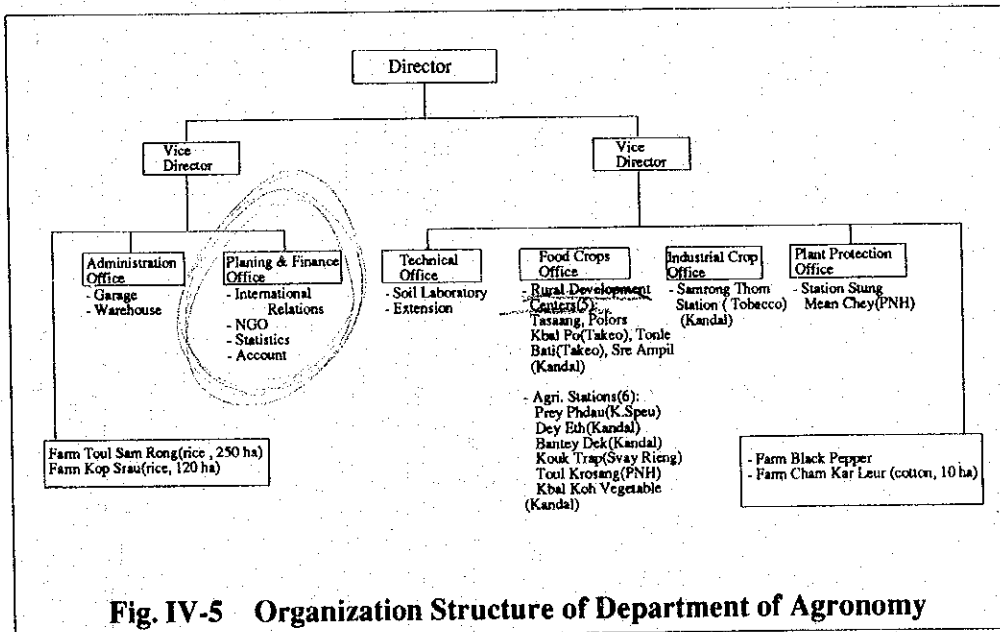 Director
Vice
Director
Vice
Director
Administration
Office
- Garage
- Warehouse
Planing & Finance
Office
- International
Relations
- NGO
- Statistics
- Account
Technical
Office
- Soil Laboratory
- Extension
Food Crops
Office
- Rural Development
Centers(5):
Tasaang, Polors
Kbal Po(Takeo), Tonle
Bati(Takeo), Sre Ampil
(Kandal)
- Agri. Stations(6):
Prey Phdau(K.Speu)
Dey Eth(Kandal)
Bantey Dek(Kandal)
Kouk Trap(Svay Rieng)
Toul Krosang(PNH)
Kbal Koh Vegetable
(Kandal)
Industrial Crop
Office
- Samrong Thom
Station ( Tobacco)
(Kandal)
Plant Protection
Office
- Station Stung
Mean Chey(PNH)
Farm Toul Sam Rong(rice , 250 ha)
Farm Kop Srau(rice, 120 ha)
- Farm Black Pepper
- Farm Cham Kar Leur (cotton, 10 ha)
Fig. IV-5 Organization Structure of Department of Agronomy